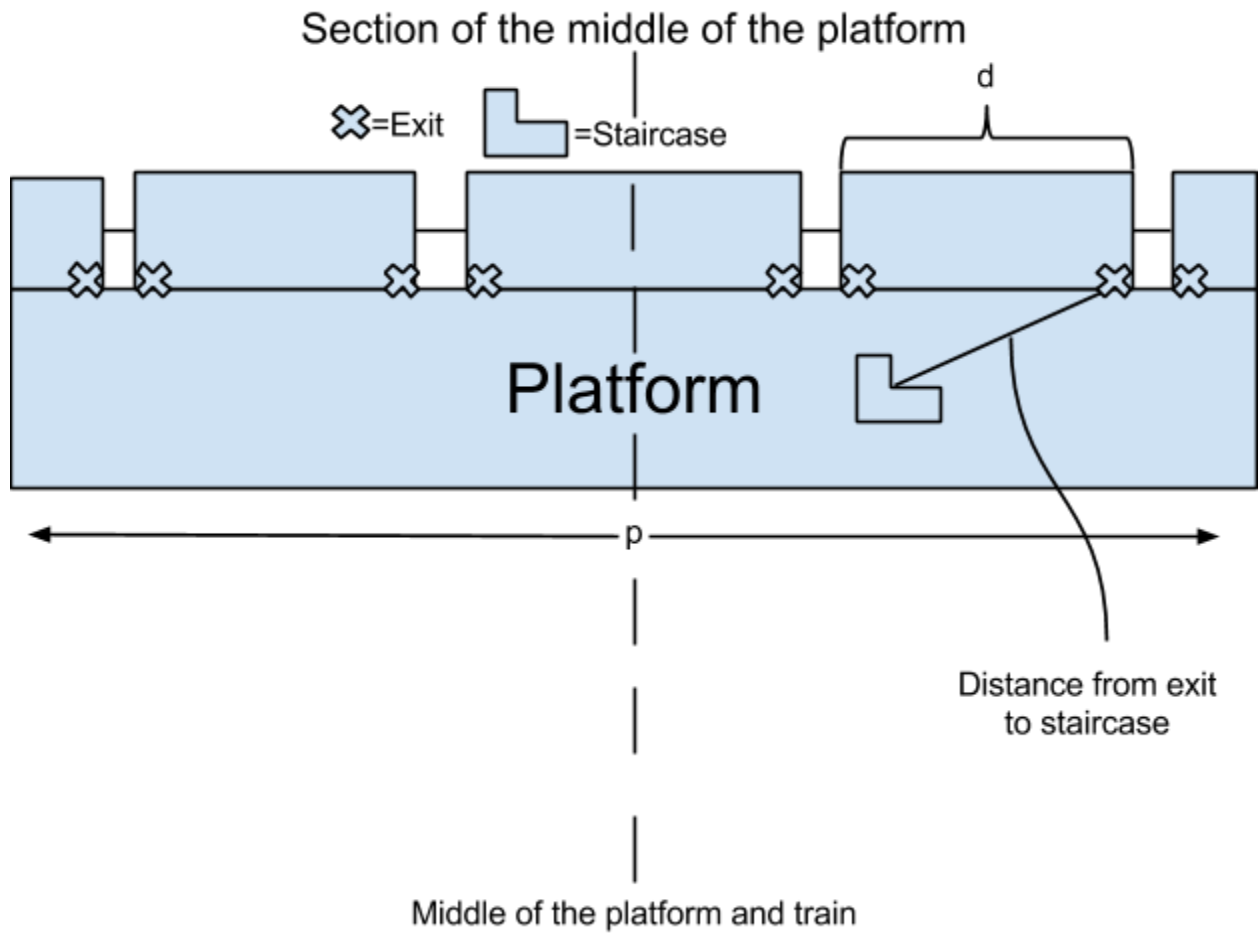 Section of the middle of the platform
d
=Exit
=Staircase
Platform
p
Distance from exit
to staircase
Middle of the platform and train